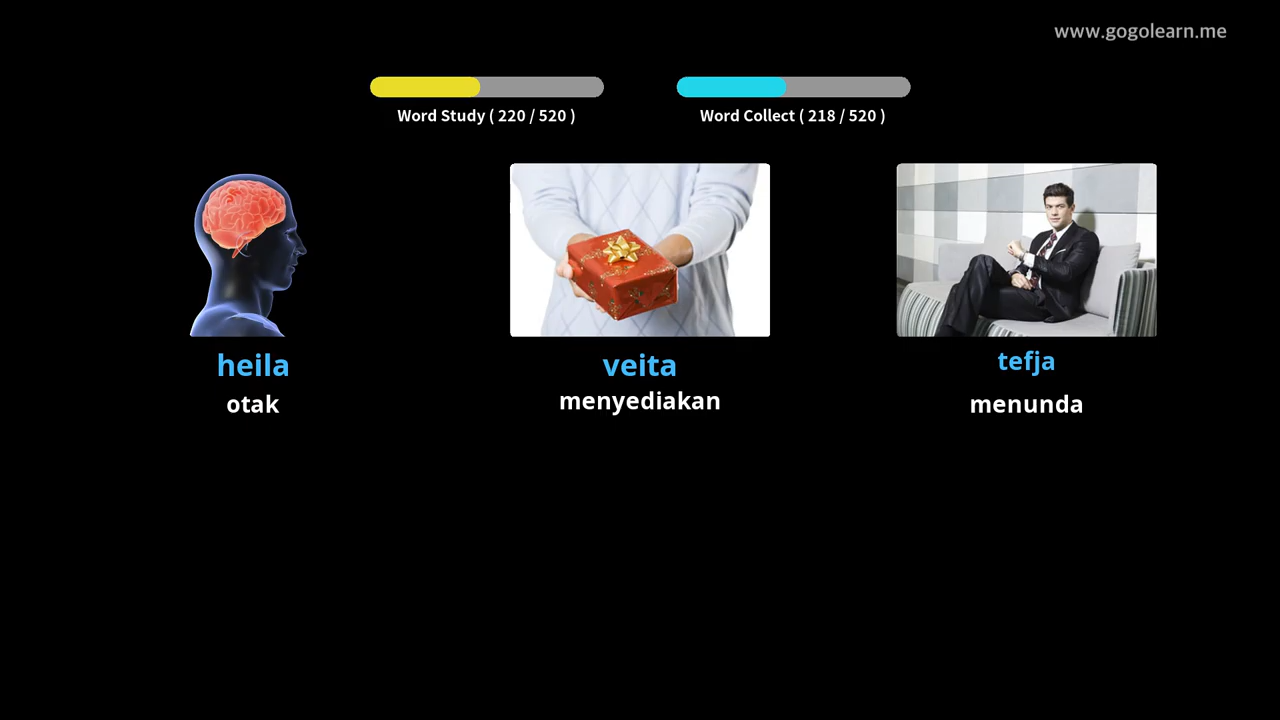 www.gogolearn.me
Word Study ( 220 / 520 )
Word Collect ( 218 / 520 )
heila
otak
veita
menyediakan
tefja
menunda